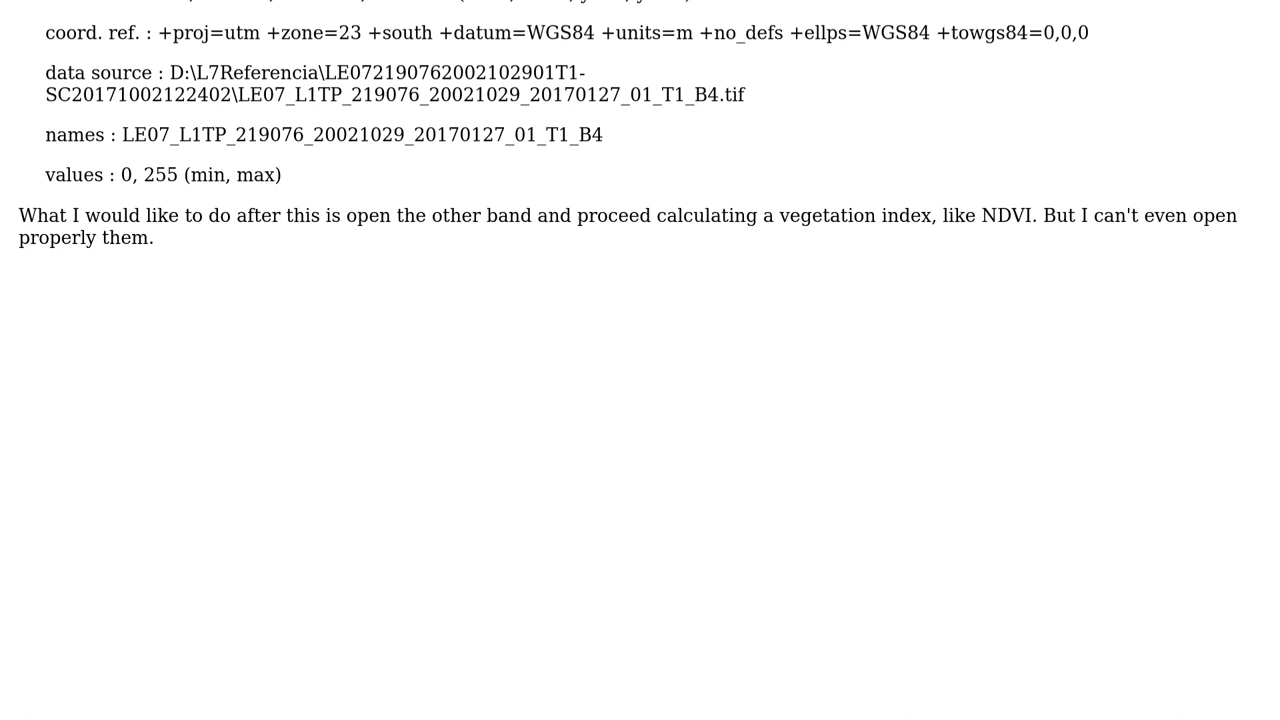 coord. ref. : +proj=utm +zone=23 +south +datum=WGS84 +units=m +no_defs +ellps=WGS84 +towgs84=0,0,0
data source : D:\L7Referencia\LE072190762002102901T1-
SC20171002122402\LE07_L1TP_219076_20021029_20170127_01_T1_B4.tif
names : LE07_L1TP_219076_20021029_20170127_01_T1_B4
values : 0, 255 (min, max)
What I would like to do after this is open the other band and proceed calculating a vegetation index, like NDVI. But I can't even open
properly them.